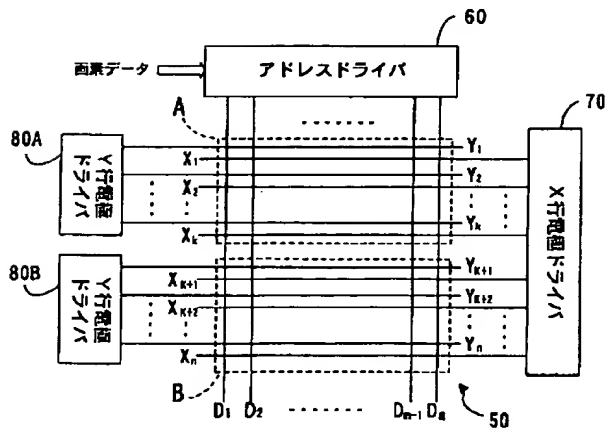 60
画素データ
アドレスドライバ
70
A
80A
Y行電極
ドライバ
X1
X2
Xk
Y1
Y2
Yk
X行電極ドライバ
80B
Y行電極
ドライバ
XK+1
XK+2
Xn
YK+1
YK+2
Yn
B
D1 D2 Dm-1 Dm
50